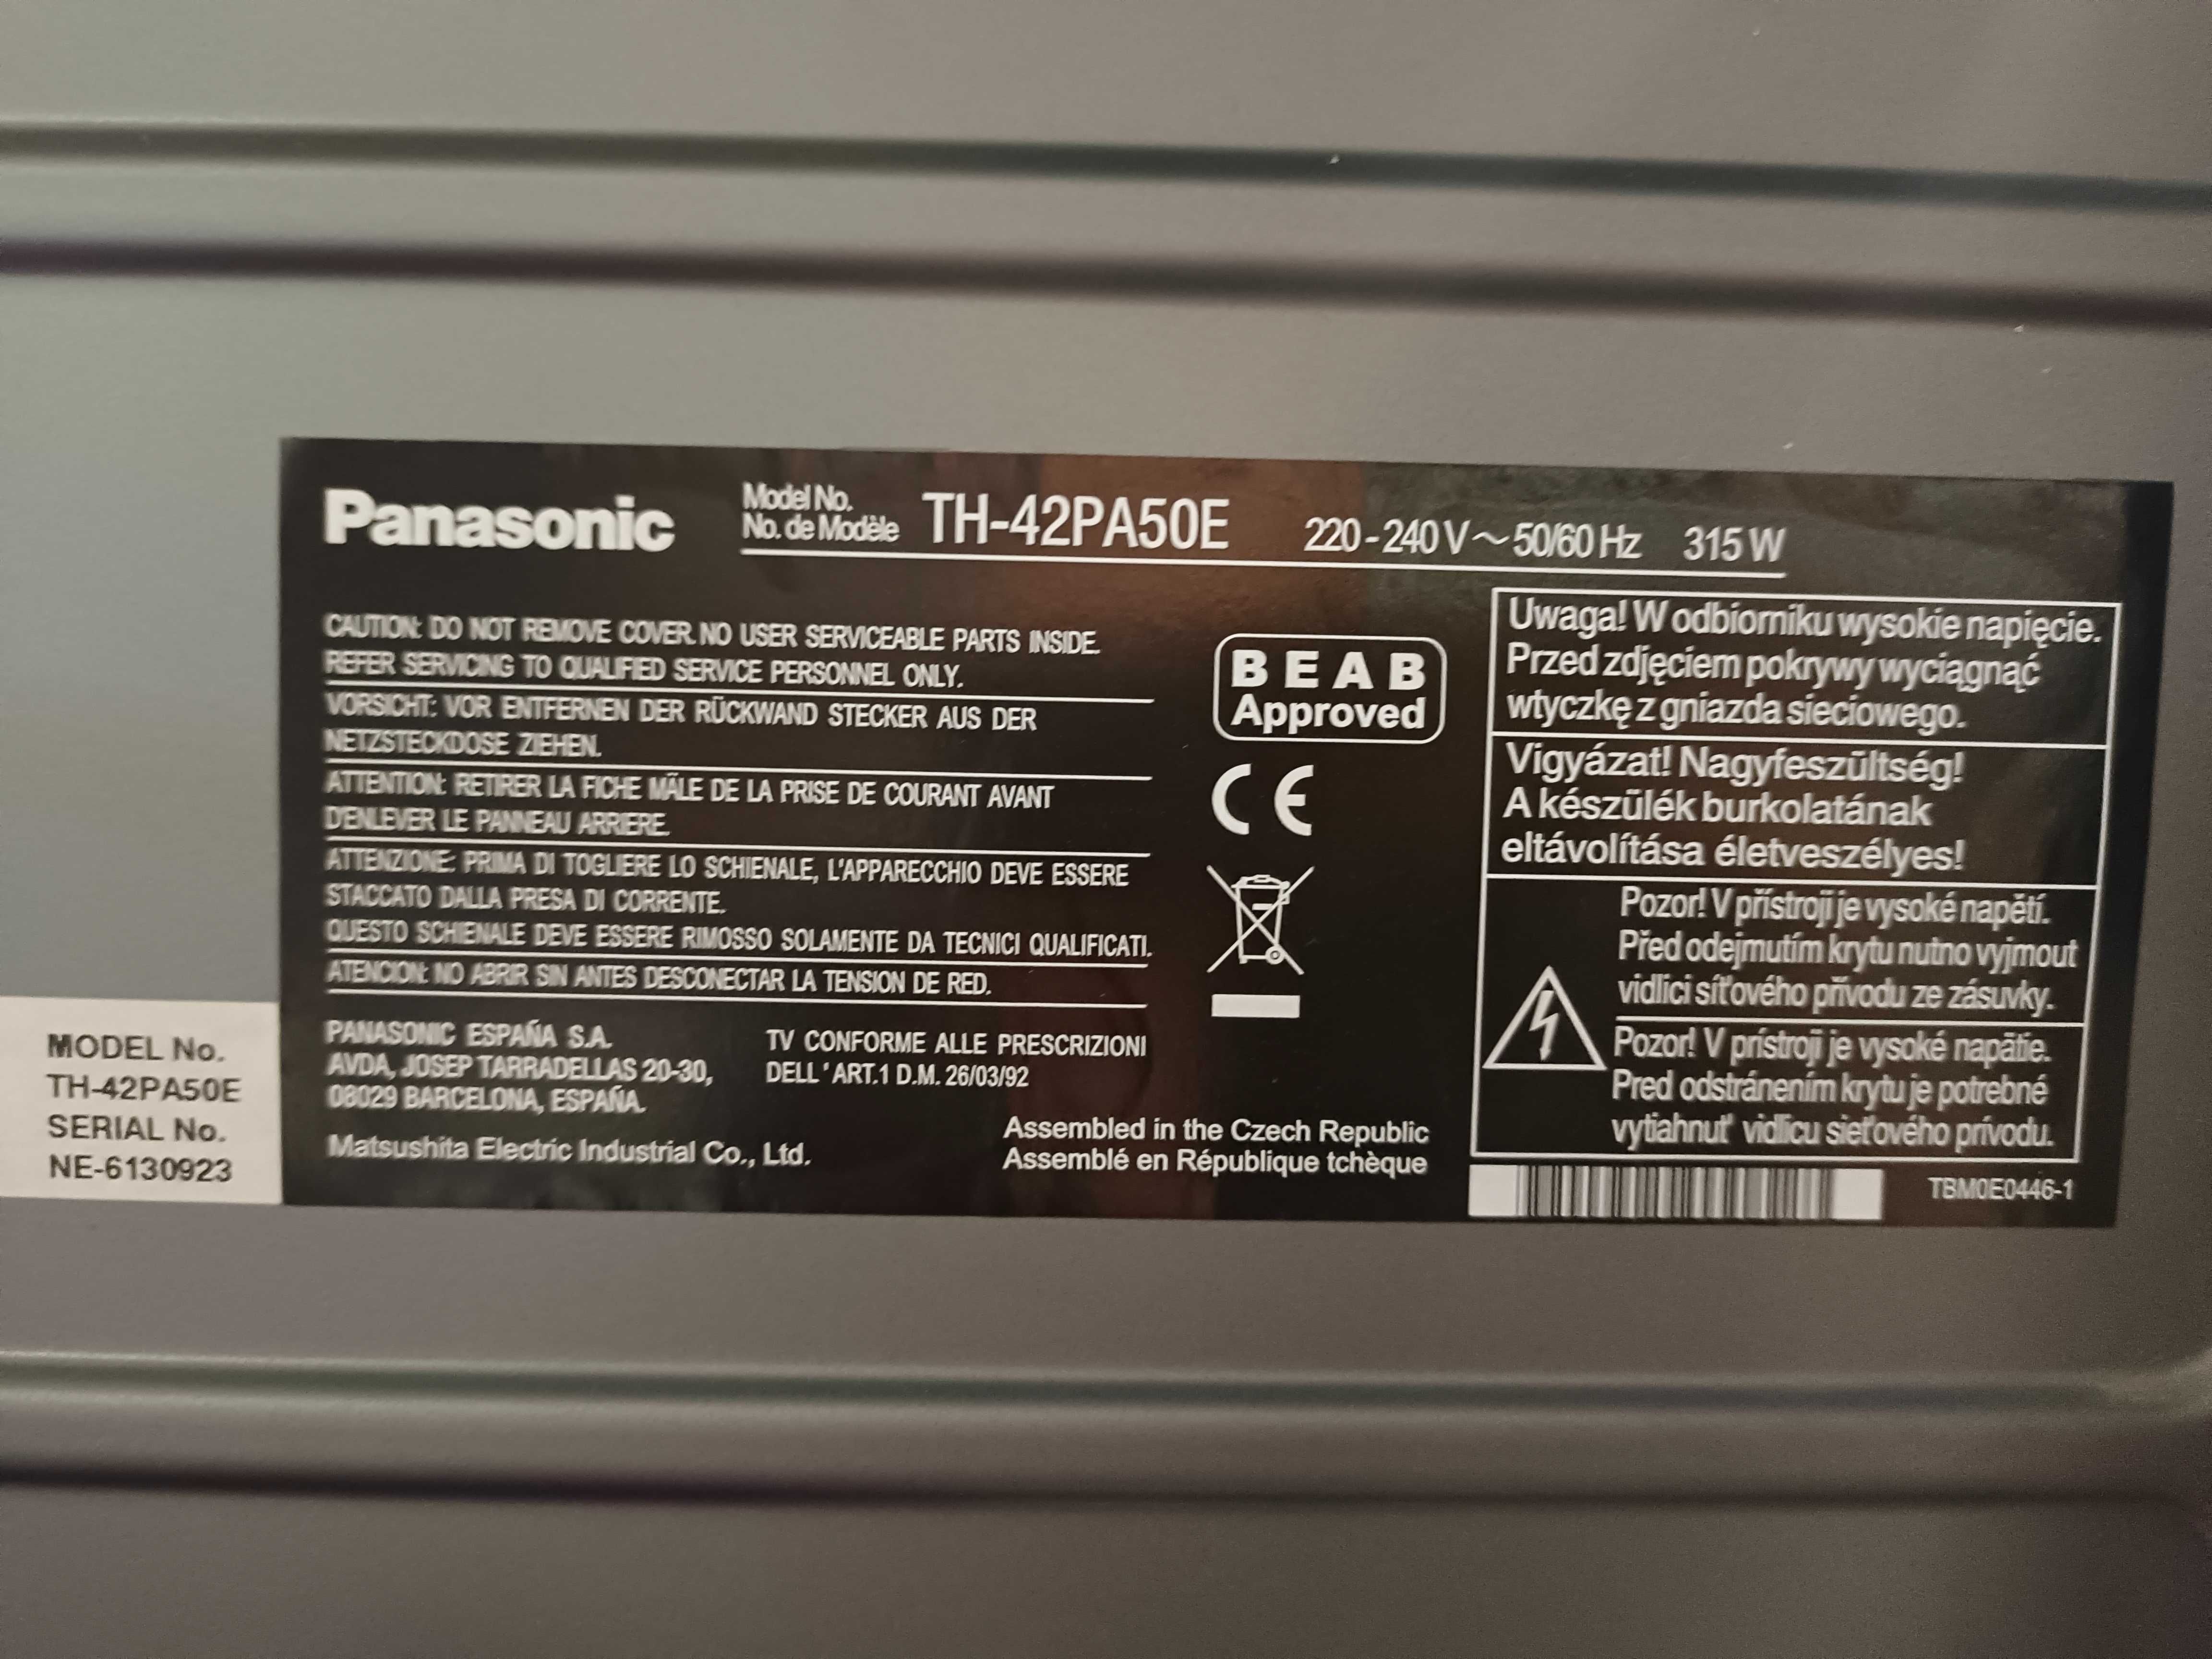 Panasonic
Model No.
No. de Modèle
TH-42PA50E 220-240V~50/60Hz 315W
CAUTION: DO NOT REMOVE COVER. NO USER SERVICEABLE PARTS INSIDE.
REFER SERVICING TO QUALIFIED SERVICE PERSONNEL ONLY.
VORSICHT: VOR ENTFERNEN DER RÜCKWAND STECKER AUS DER
NETZSTECKDOSE ZIEHEN.
ATTENTION: RETIRER LA FICHE MÂLE DE LA PRISE DE COURANT AVANT
D'ENLEVER LE PANNEAU ARRIERE.
ATTENZIONE: PRIMA DI TOGLIERE LO SCHIENALE, L'APPARECCHIO DEVE ESSERE
STACCATO DALLA PRESA DI CORRENTE.
QUESTO SCHIENALE DEVE ESSERE RIMOSSO SOLAMENTE DA TECNICI QUALIFICATI.
ATENCION: NO ABRIR SIN ANTES DESCONECTAR LA TENSION DE RED.
PANASONIC ESPAÑA S.A.
AVDA, JOSEP TARRADELLAS 20-30,
08029 BARCELONA, ESPAÑA.
TV CONFORME ALLE PRESCRIZIONI
DELL'ART.1 D.M. 26/03/92
Matsushita Electric Industrial Co., Ltd.
Assembled in the Czech Republic
Assemblé en République tchèque
BEAB
Approved
CE
Uwaga! W odbiorniku wysokie napięcie.
Przed zdjęciem pokrywy wyciągnąć
wtyczkę z gniazda sieciowego.
Vigyázat! Nagyfeszültség!
A készülék burkolatának
eltávolítása életveszélyes!
Pozor! V přístroji je vysoké napětí.
Před odejmutím krytu nutno vyjmout
vidlici síťového přívodu ze zásuvky.
Pozor! V prístroji je vysoké napätie.
Pred odstránením krytu je potrebné
vytiahnuť vidlicu sieťového prívodu.
TBM0E0446-1
MODEL No.
TH-42PA50E
SERIAL No.
NE-6130923